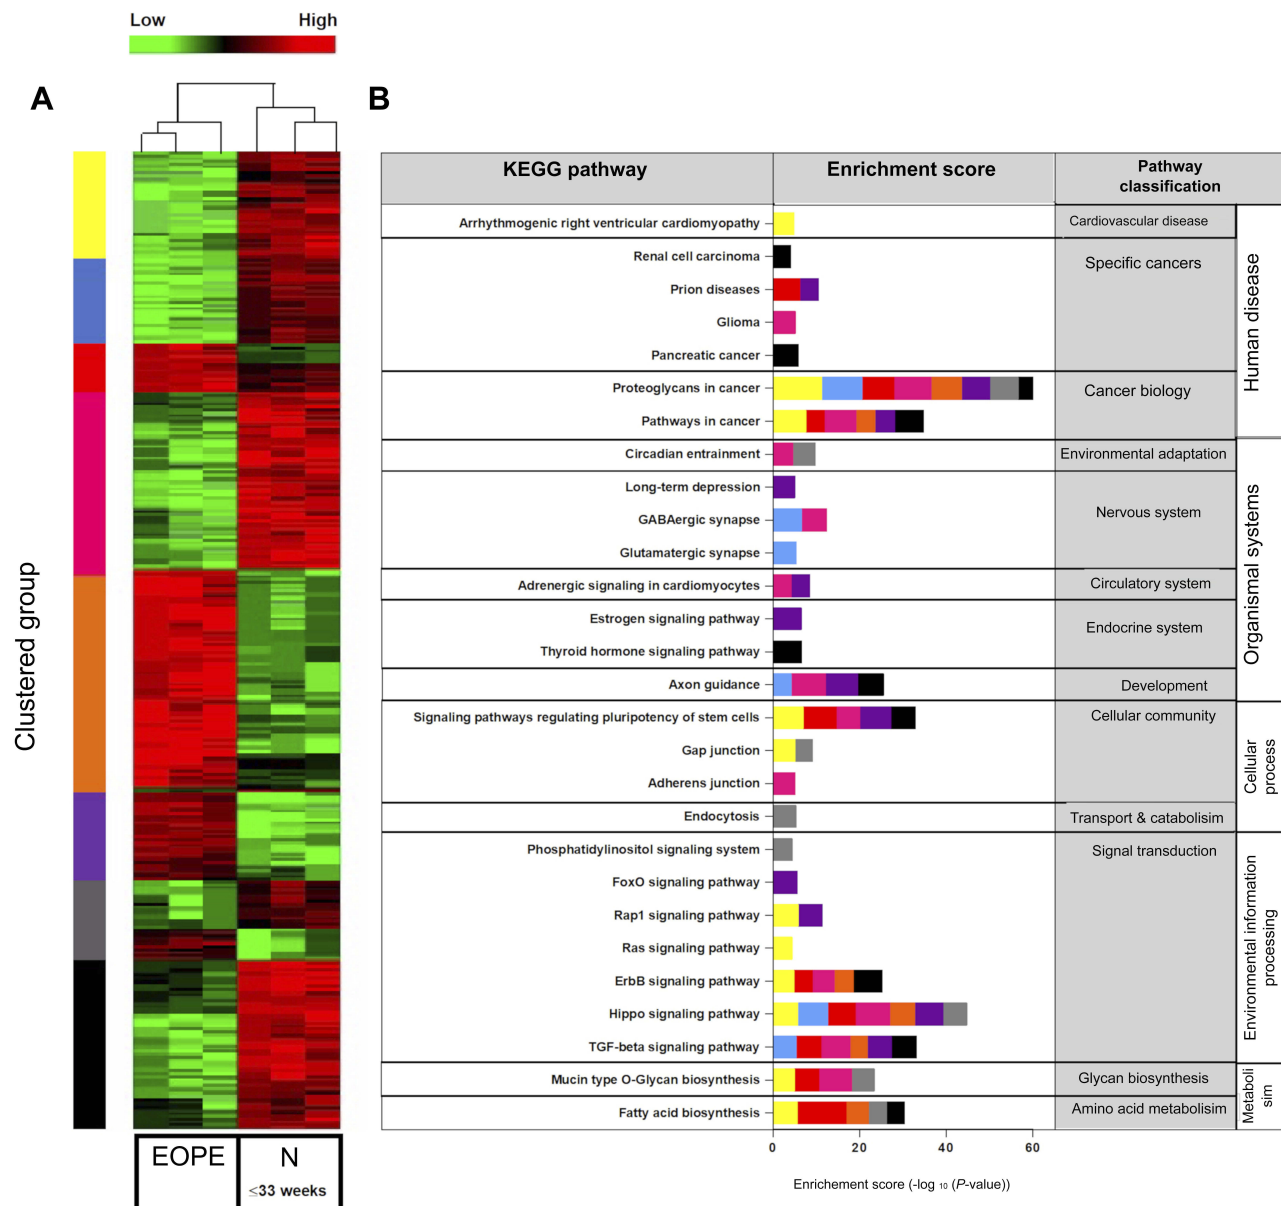 Low High
A
B
Clustered group
KEGG pathway
Enrichment score
Pathway
classification
Arrhythmogenic right ventricular cardiomyopathy
Cardiovascular disease
Renal cell carcinoma
Specific cancers
Prion diseases
Glioma
Pancreatic cancer
Proteoglycans in cancer
Cancer biology
Pathways in cancer
Human disease
Circadian entrainment
Environmental adaptation
Long-term depression
GABAergic synapse
Nervous system
Glutamatergic synapse
Adrenergic signaling in cardiomyocytes
Circulatory system
Estrogen signaling pathway
Endocrine system
Thyroid hormone signaling pathway
Axon guidance
Development
Organismal systems
Signaling pathways regulating pluripotency of stem cells
Cellular community
Gap junction
Adherens junction
Endocytosis
Transport & catabolisim
Cellular
process
Phosphatidylinositol signaling system
Signal transduction
FoxO signaling pathway
Rap1 signaling pathway
Ras signaling pathway
ErbB signaling pathway
Hippo signaling pathway
TGF-beta signaling pathway
Environmental information
processing
Mucin type O-Glycan biosynthesis
Glycan biosynthesis
Fatty acid biosynthesis
Amino acid metabolisim
Metaboli
sim
0 20 40 60
Enrichement score (-log 10 (P-value))
EOPE N
≤33 weeks